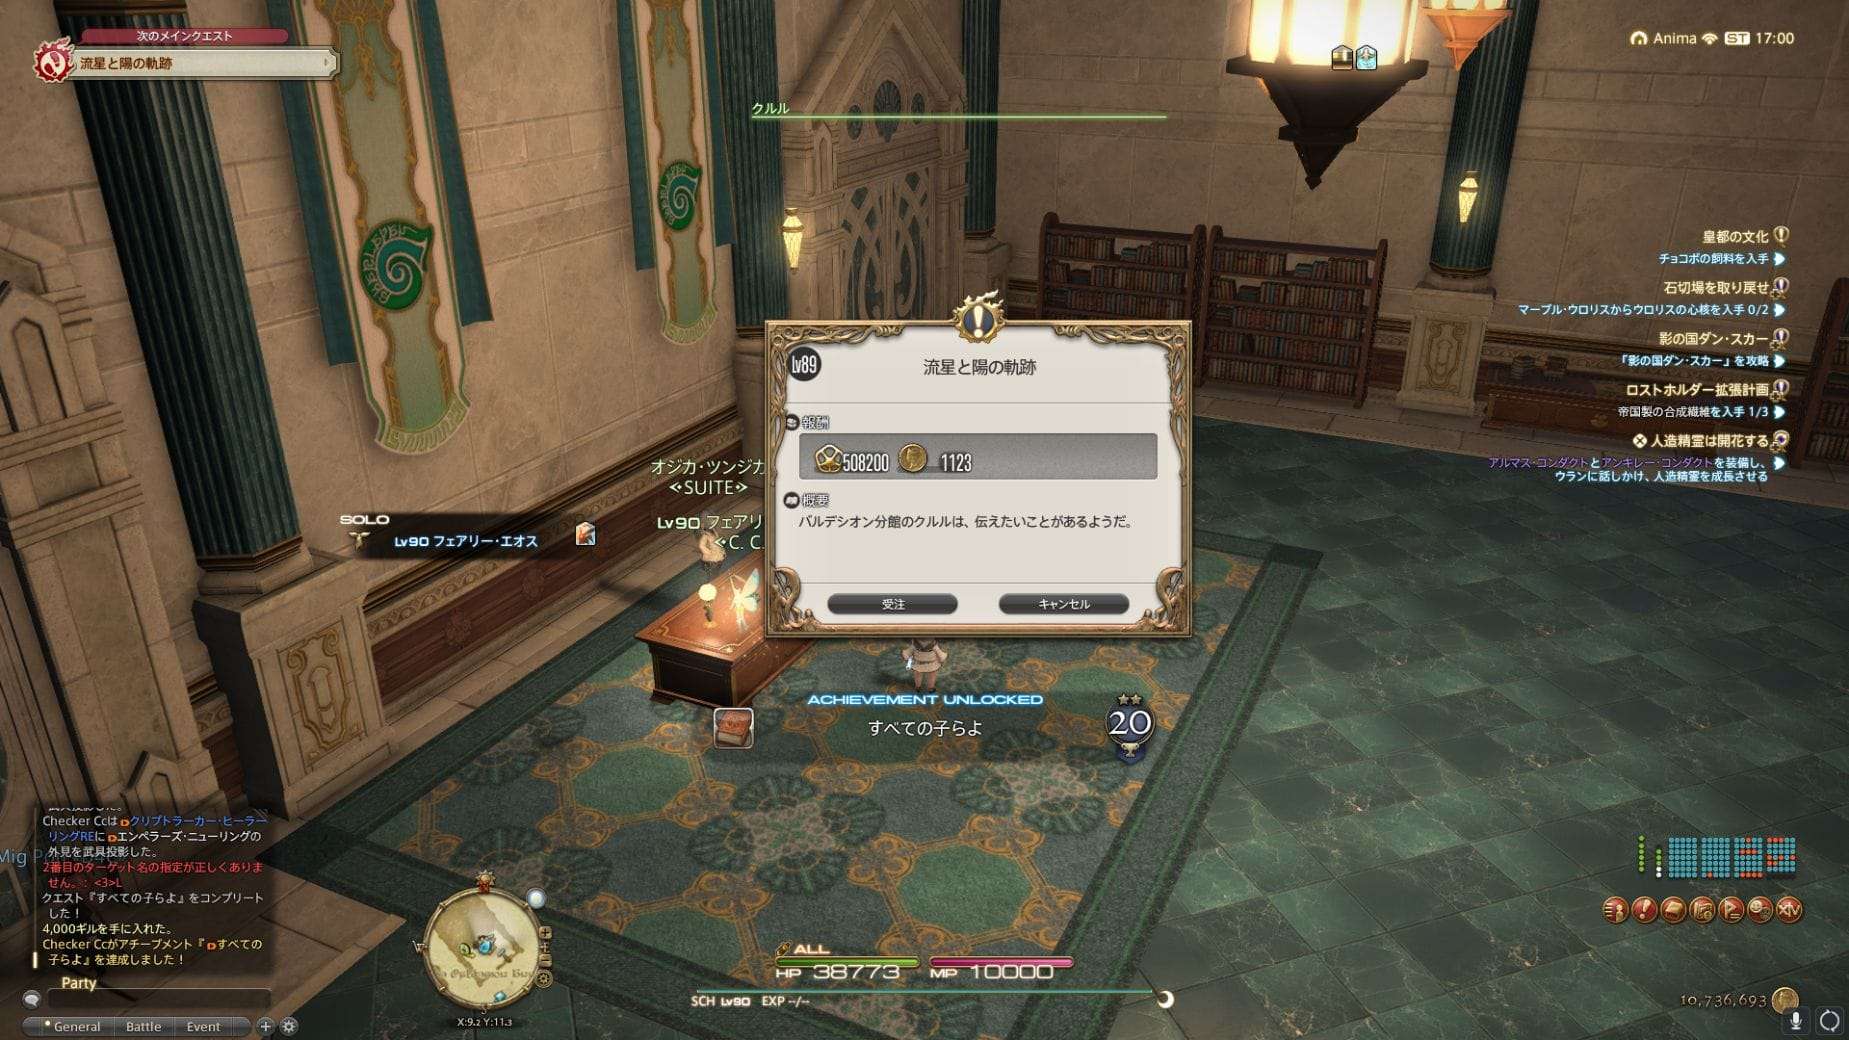 次のメインクエスト
流星と陽の軌跡
Anima ST 17:00
クルル
皇都の文化
チョコボの飼料を入手
石切場を取り戻せ
マーブル・ウロリスからウロリスの心核を入手 0/2
影の国ダン・スカー
「影の国ダン・スカー」を攻略
ロストホルダー拡張計画
帝国製の合成繊維を入手 1/3
人造精霊は開花する
アルマス・コンダクトとアンキレー・コンダクトを装備し、
ウランに話しかけ、人造精霊を成長させる
Lv89
流星と陽の軌跡
報酬
508200 1123
概要
バルデシオン分館のクルルは、伝えたいことがあるようだ。
受注 キャンセル
オジカ・ツンジカ
«SUITE»
Lv90 フェアリ
«C. C.
SOLO
Lv90 フェアリー・エオス
ACHIEVEMENT UNLOCKED
すべての子らよ
20
Checker Ccは クリプトラーカー・ヒーラー
リングREに エンペラーズ・ニューリングの
外見を武具投影した。
2番目のターゲット名の指定が正しくありま
せん。：<3>L
クエスト『すべての子らよ』をコンプリート
した！
4,000ギルを手に入れた。
Checker Ccがアチーブメント『 すべての
子らよ』を達成しました！
Party
General Battle Event
X:9.2 Y:11.3
ALL
HP 38773 MP 10000
SCH Lv90 EXP --/--
10,736,693